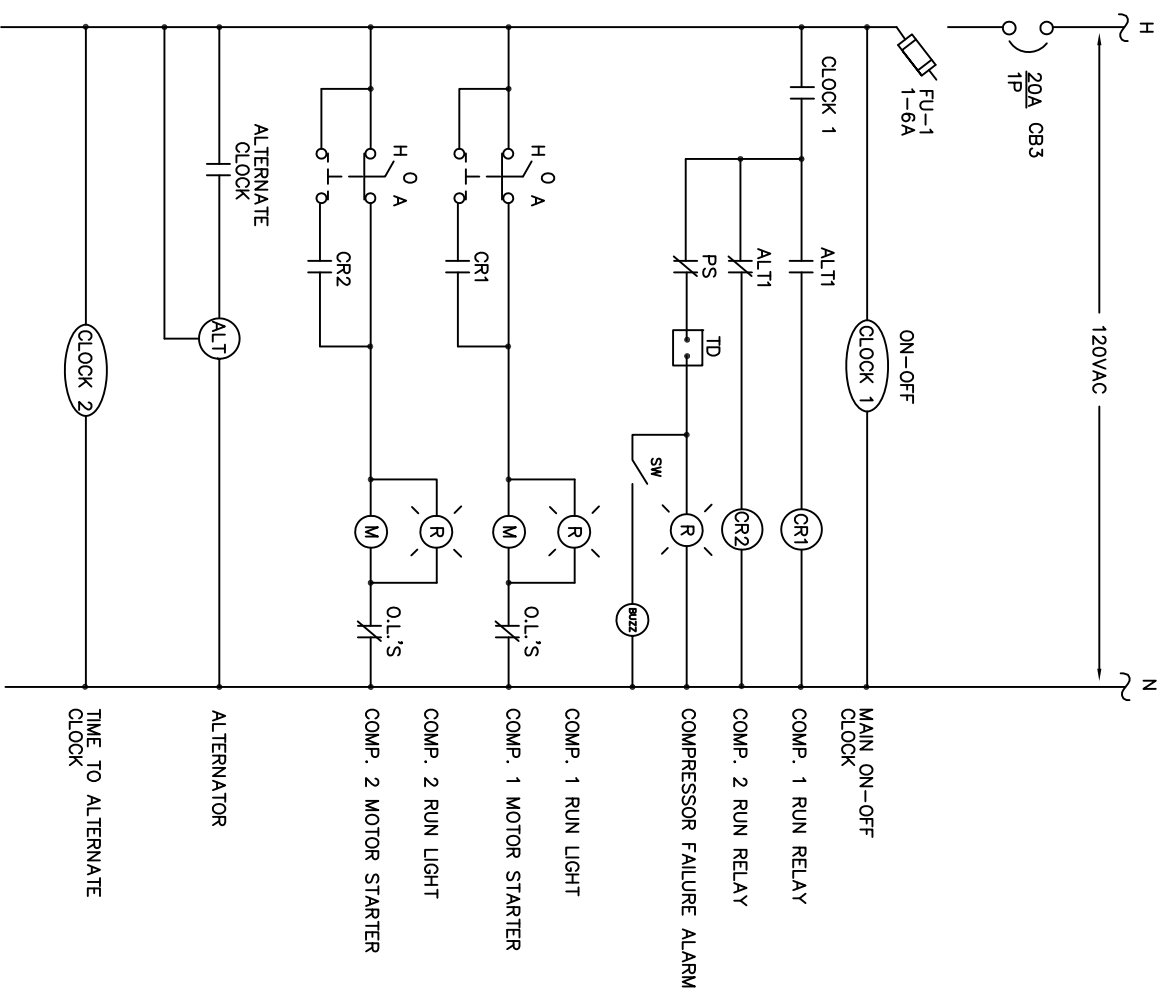 H
120VAC
N
20A CB3
1P
FU-1
1-6A
ON-OFF
CLOCK 1
MAIN ON-OFF
CLOCK
CLOCK 1
ALT1
CR1
COMP. 1 RUN RELAY
ALT1
CR2
COMP. 2 RUN RELAY
PS
TD
R
COMPRESSOR FAILURE ALARM
SW
BUZZ
R
COMP. 1 RUN LIGHT
H O A
CR1
M
O.L.'S
COMP. 1 MOTOR STARTER
R
COMP. 2 RUN LIGHT
H O A
CR2
M
O.L.'S
COMP. 2 MOTOR STARTER
ALTERNATE
CLOCK
ALT
ALTERNATOR
CLOCK 2
TIME TO ALTERNATE
CLOCK